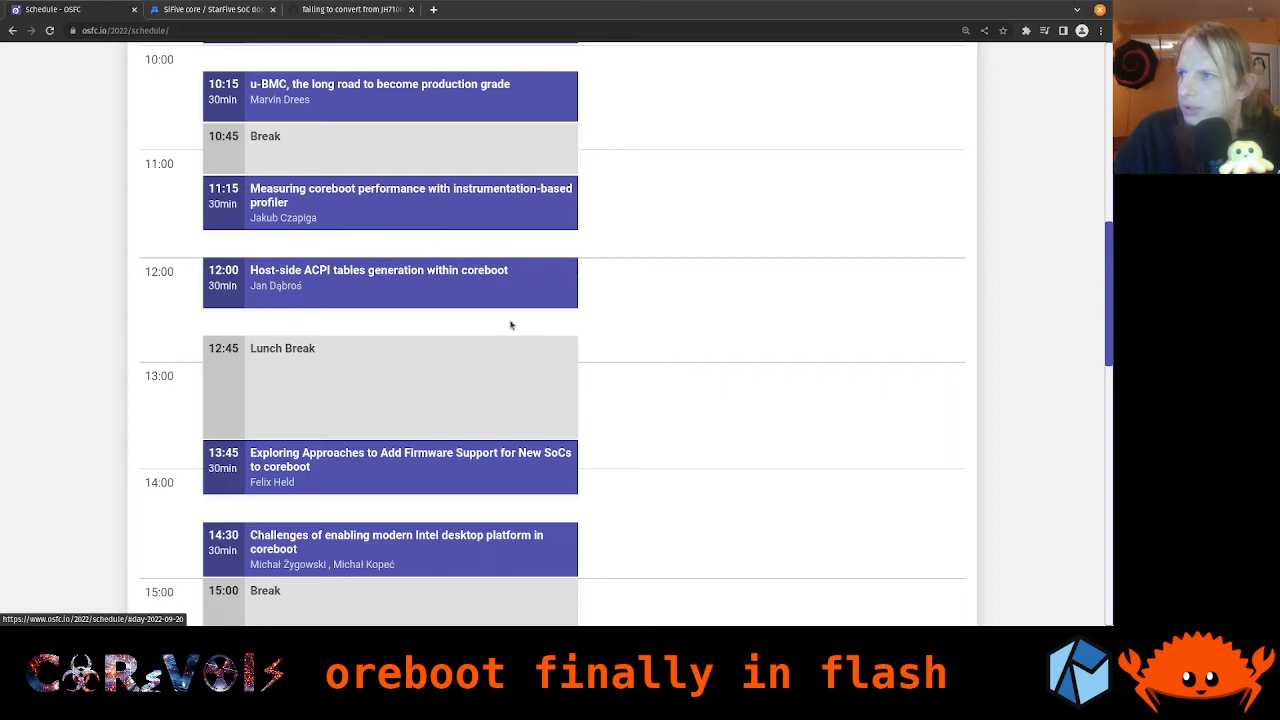 Schedule - OSFC
SiFive core / StarFive SoC doc
failing to convert from JH7100
osfc.io/2022/schedule/
10:00
10:15 u-BMC, the long road to become production grade
30min Marvin Drees
10:45 Break
11:00
11:15 Measuring coreboot performance with instrumentation-based
30min profiler
Jakub Czapiga
12:00
12:00 Host-side ACPI tables generation within coreboot
30min Jan Dąbroś
12:45 Lunch Break
13:00
13:45 Exploring Approaches to Add Firmware Support for New SoCs
30min to coreboot
Felix Held
14:00
14:30 Challenges of enabling modern Intel desktop platform in
30min coreboot
Michał Żygowski , Michał Kopeć
15:00
15:00 Break
https://www.osfc.io/2022/schedule/#day-2022-09-20
oreboot finally in flash